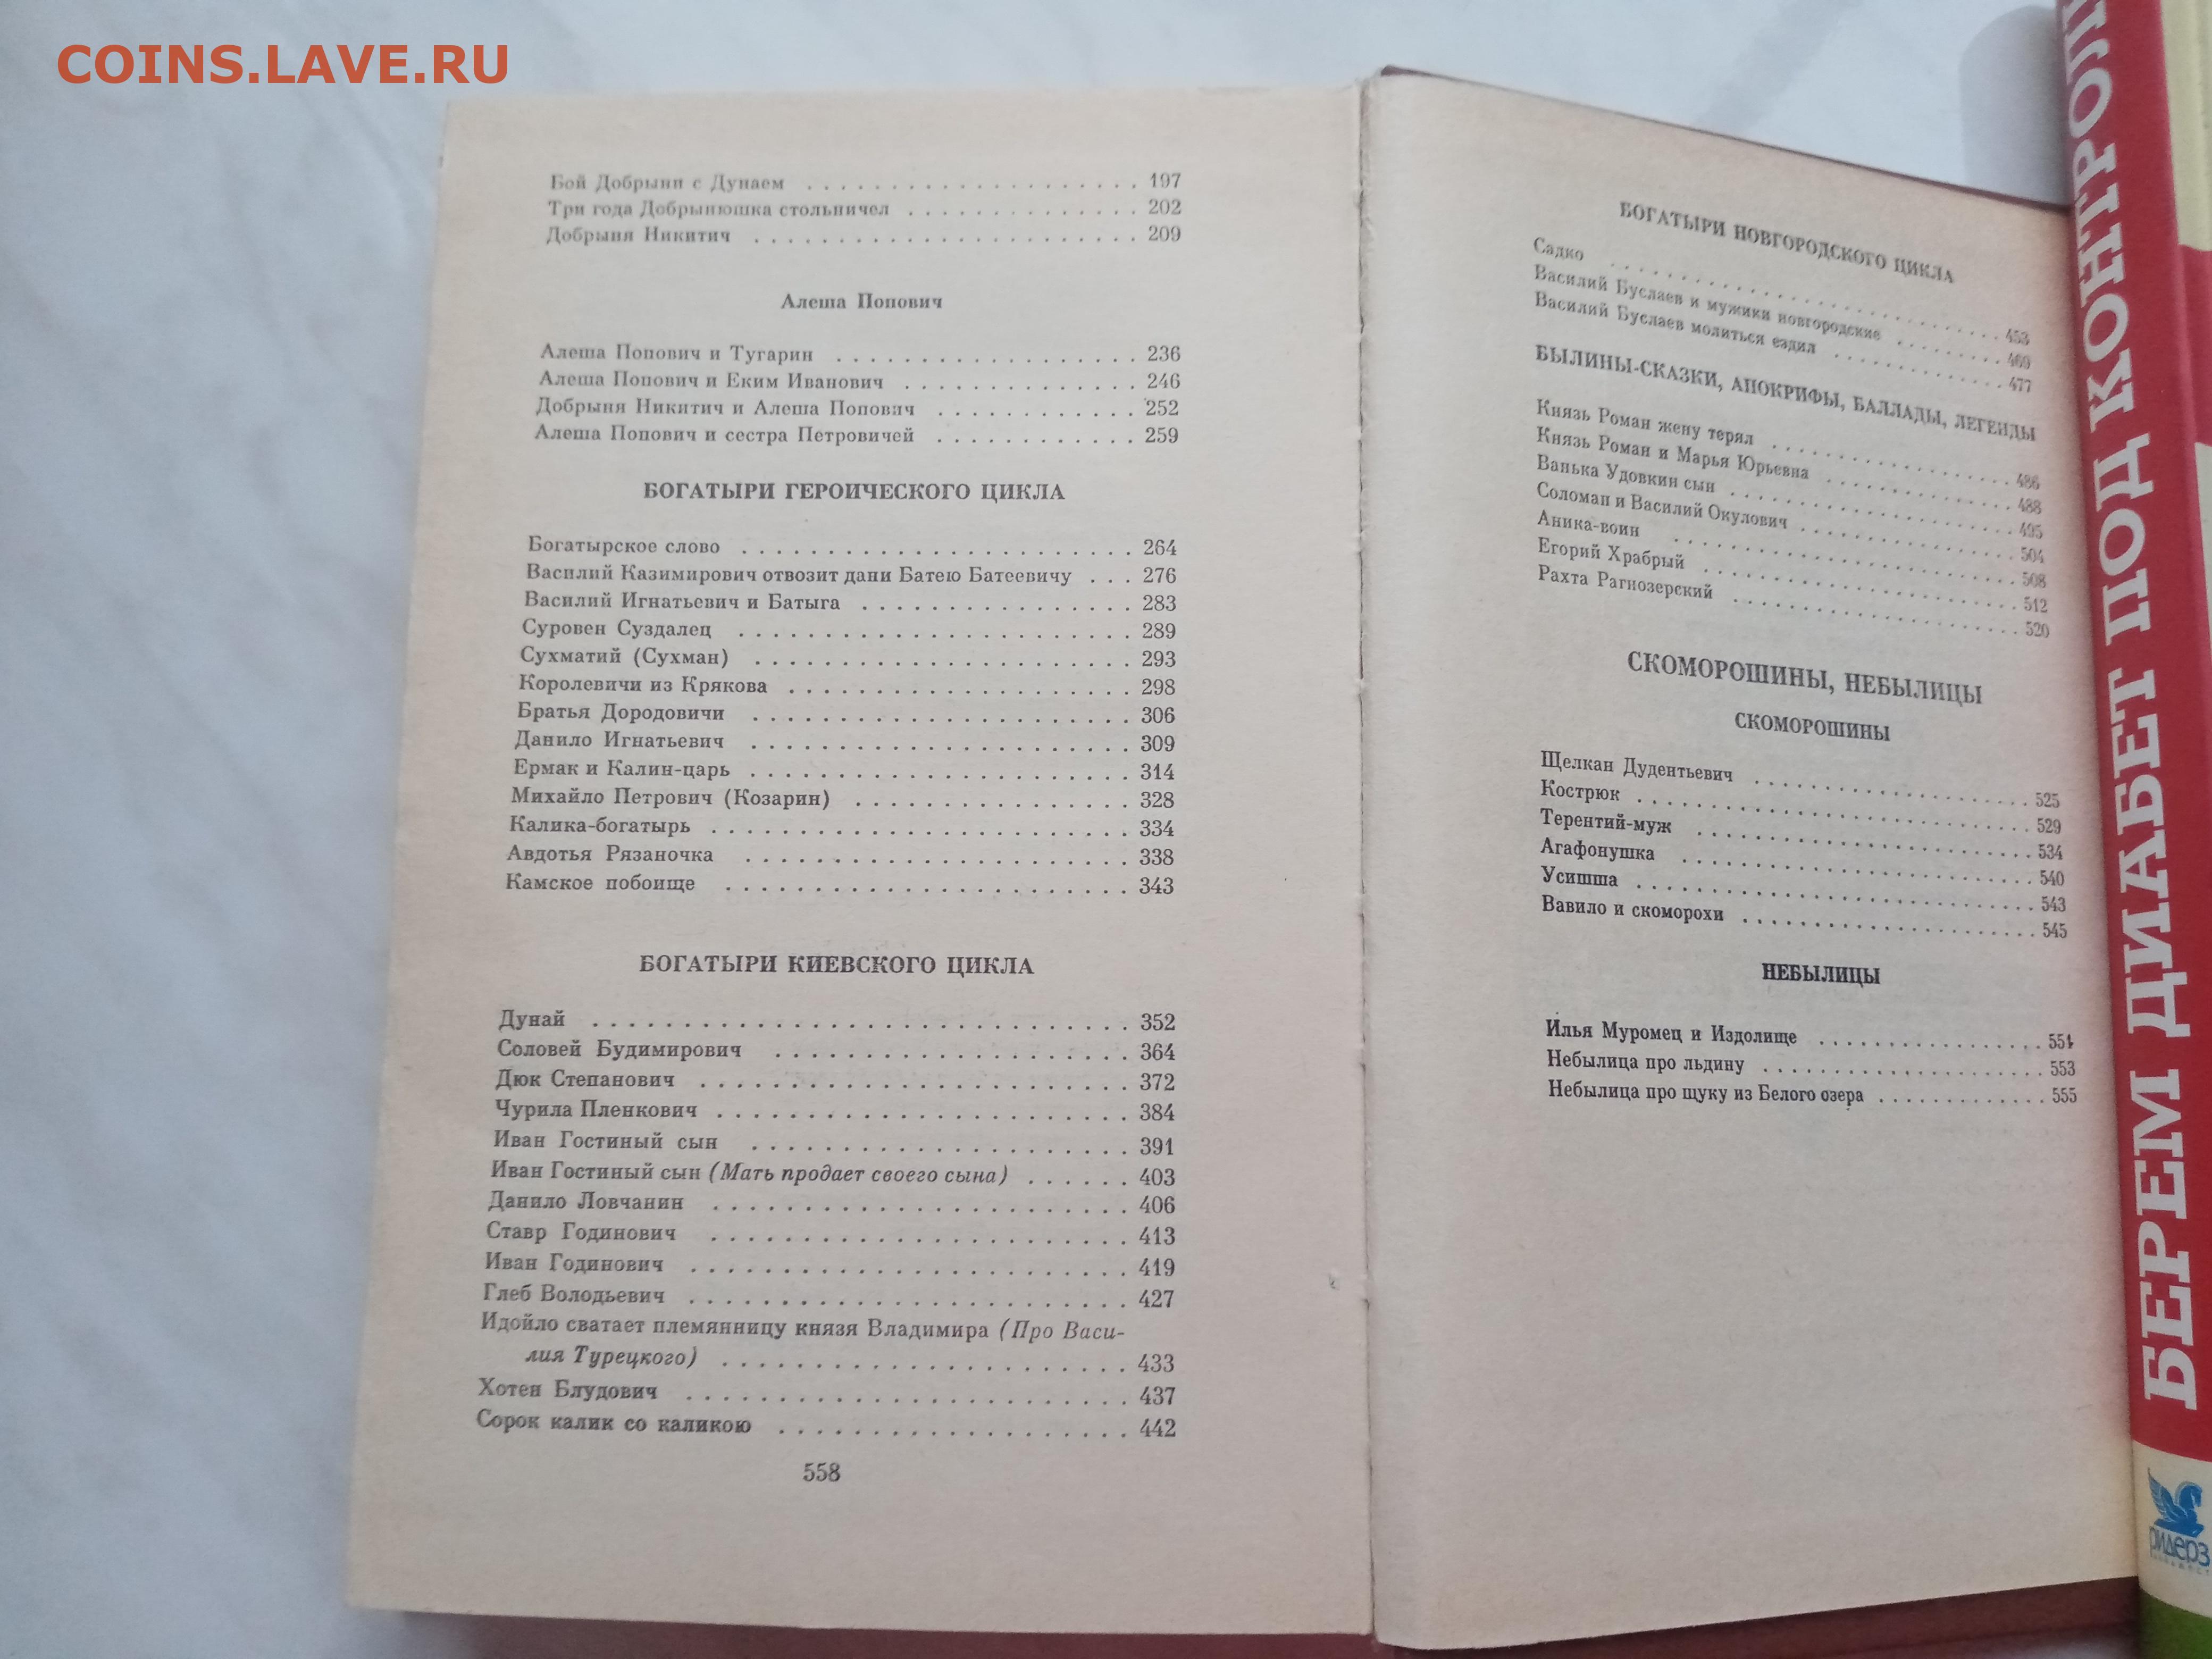 COINS.LAVE.RU
Бой Добрыни с Дунаем . . . . . . . . . . . . . . . . . . . . 197
Три года Добрынюшка стольничел . . . . . . . . . . . . . . 202
Добрыня Никитич . . . . . . . . . . . . . . . . . . . . . . . 209
Алеша Попович
Алеша Попович и Тугарин . . . . . . . . . . . . . . . . . . 236
Алеша Попович и Еким Иванович . . . . . . . . . . . . . . 246
Добрыня Никитич и Алеша Попович . . . . . . . . . . . . 252
Алеша Попович и сестра Петровичей . . . . . . . . . . . . 259
БОГАТЫРИ ГЕРОИЧЕСКОГО ЦИКЛА
Богатырское слово . . . . . . . . . . . . . . . . . . . . . . . 264
Василий Казимирович отвозит дани Батею Батеевичу . . . 276
Василий Игнатьевич и Батыга . . . . . . . . . . . . . . . . 283
Суровен Суздалец . . . . . . . . . . . . . . . . . . . . . . . 289
Сухматий (Сухман) . . . . . . . . . . . . . . . . . . . . . . 293
Королевичи из Крякова . . . . . . . . . . . . . . . . . . . . 298
Братья Дородовичи . . . . . . . . . . . . . . . . . . . . . . 306
Данило Игнатьевич . . . . . . . . . . . . . . . . . . . . . . 309
Ермак и Калин-царь . . . . . . . . . . . . . . . . . . . . . . 314
Михайло Петрович (Козарин) . . . . . . . . . . . . . . . . 328
Калика-богатырь . . . . . . . . . . . . . . . . . . . . . . . . 334
Авдотья Рязаночка . . . . . . . . . . . . . . . . . . . . . . 338
Камское побоище . . . . . . . . . . . . . . . . . . . . . . . 343
БОГАТЫРИ КИЕВСКОГО ЦИКЛА
Дунай . . . . . . . . . . . . . . . . . . . . . . . . . . . . . . 352
Соловей Будимирович . . . . . . . . . . . . . . . . . . . . 364
Дюк Степанович . . . . . . . . . . . . . . . . . . . . . . . . 372
Чурила Пленкович . . . . . . . . . . . . . . . . . . . . . . . 384
Иван Гостиный сын . . . . . . . . . . . . . . . . . . . . . 391
Иван Гостиный сын (Мать продает своего сына) . . . . . . 403
Данило Ловчанин . . . . . . . . . . . . . . . . . . . . . . . 406
Ставр Годинович . . . . . . . . . . . . . . . . . . . . . . . 413
Иван Годинович . . . . . . . . . . . . . . . . . . . . . . . . 419
Глеб Володьевич . . . . . . . . . . . . . . . . . . . . . . . . 427
Идойло сватает племянницу князя Владимира (Про Васи-
лия Турецкого) . . . . . . . . . . . . . . . . . . . . . . . 433
Хотен Блудович . . . . . . . . . . . . . . . . . . . . . . . . 437
Сорок калик со каликою . . . . . . . . . . . . . . . . . . . 442
558
БОГАТЫРИ НОВГОРОДСКОГО ЦИКЛА
Садко . . . . . . . . . . . . . . . . . . . . . . . . 453
Василий Буслаев и мужики новгородские . . . . . . . . 469
Василий Буслаев молиться ездил . . . . . . . . . . . . 477
БЫЛИНЫ-СКАЗКИ, АПОКРИФЫ, БАЛЛАДЫ, ЛЕГЕНДЫ
Князь Роман жену терял . . . . . . . . . . . . . . . . 486
Князь Роман и Марья Юрьевна . . . . . . . . . . . . . 488
Ванька Удовкин сын . . . . . . . . . . . . . . . . . . 495
Соломан и Василий Окулович . . . . . . . . . . . . . . 504
Аника-воин . . . . . . . . . . . . . . . . . . . . . . 508
Егорий Храбрый . . . . . . . . . . . . . . . . . . . . 512
Рахта Рагнозерский . . . . . . . . . . . . . . . . . . 520
СКОМОРОШИНЫ, НЕБЫЛИЦЫ
СКОМОРОШИНЫ
Щелкан Дудентьевич . . . . . . . . . . . . . . . . . . 525
Кострюк . . . . . . . . . . . . . . . . . . . . . . . . 529
Терентий-муж . . . . . . . . . . . . . . . . . . . . . 534
Агафонушка . . . . . . . . . . . . . . . . . . . . . . 540
Усишша . . . . . . . . . . . . . . . . . . . . . . . . 543
Вавило и скоморохи . . . . . . . . . . . . . . . . . . 545
НЕБЫЛИЦЫ
Илья Муромец и Издолище . . . . . . . . . . . . . . . 551
Небылица про льдину . . . . . . . . . . . . . . . . . . 553
Небылица про щуку из Белого озера . . . . . . . . . . . 555
БЕРЕМ ДИАБЕТ ПОД КОНТРОЛ
ридерз